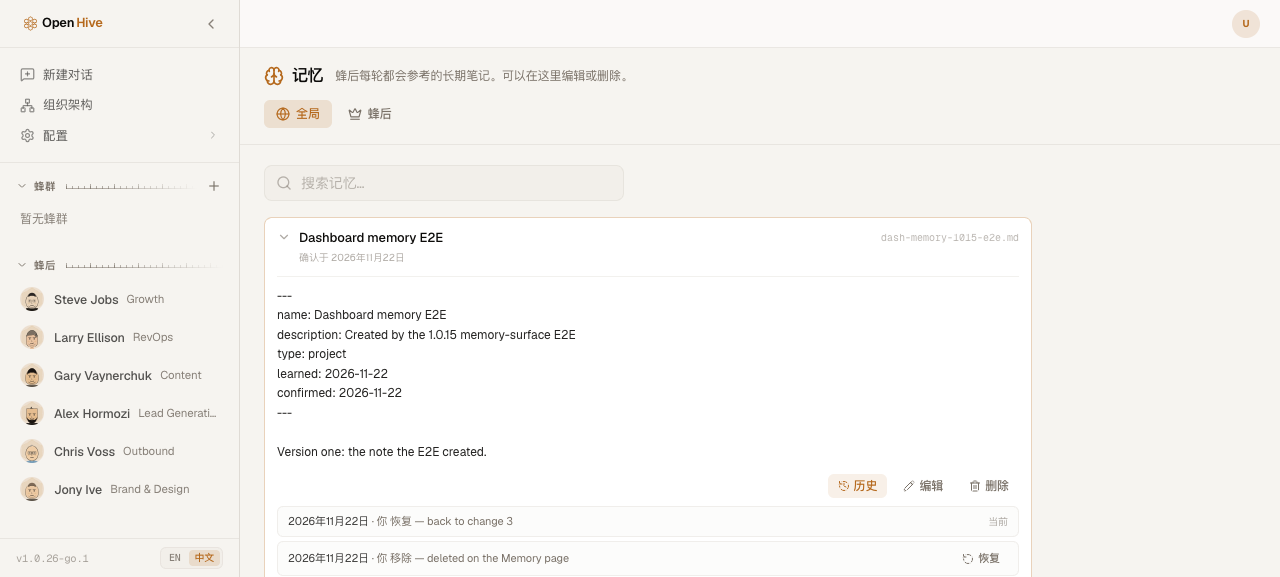 Open Hive
U
新建对话
组织架构
配置
蜂群
暂无蜂群
蜂后
Steve Jobs Growth
Larry Ellison RevOps
Gary Vaynerchuk Content
Alex Hormozi Lead Generati...
Chris Voss Outbound
Jony Ive Brand & Design
v1.0.26-go.1
EN 中文
记忆 蜂后每轮都会参考的长期笔记。可以在这里编辑或删除。
全局 蜂后
搜索记忆...
Dashboard memory E2E dash-memory-1015-e2e.md
确认于 2026年11月22日
---
name: Dashboard memory E2E
description: Created by the 1.0.15 memory-surface E2E
type: project
learned: 2026-11-22
confirmed: 2026-11-22
---
Version one: the note the E2E created.
历史 编辑 删除
2026年11月22日 · 你 恢复 — back to change 3 当前
2026年11月22日 · 你 移除 — deleted on the Memory page 恢复